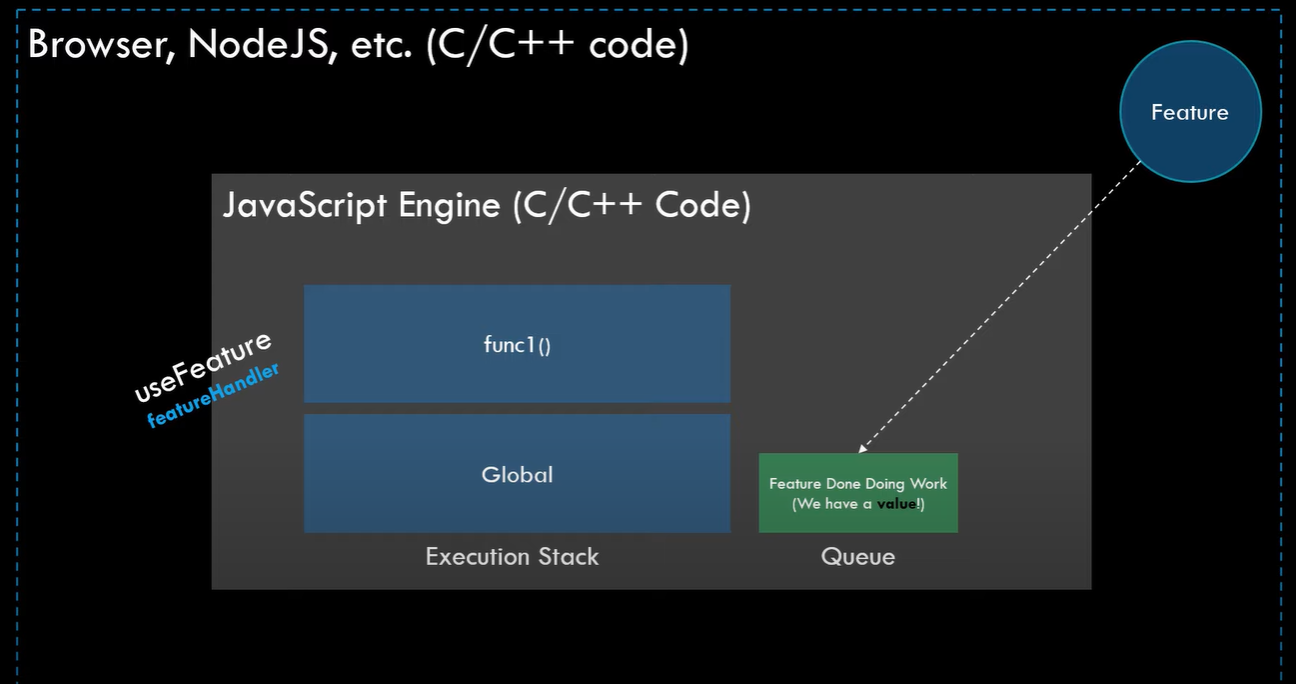 Browser, NodeJS, etc. (C/C++ code)
Feature
JavaScript Engine (C/C++ Code)
func1()
useFeature
featureHandler
Global
Feature Done Doing Work
(We have a value!)
Execution Stack
Queue